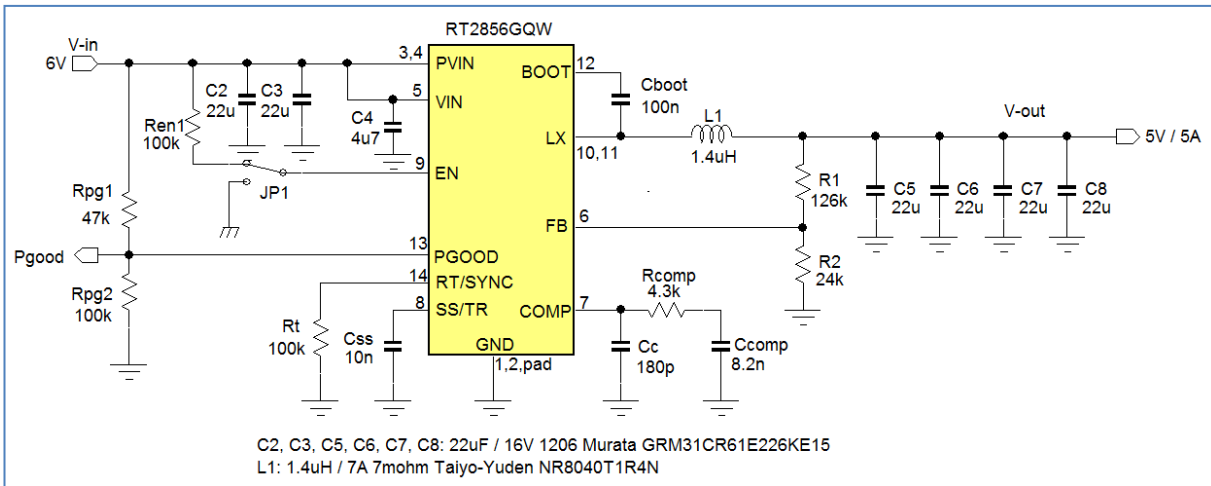 RT2856GQW
V-in
6V
3,4
PVIN
5
VIN
BOOT
12
Cboot
100n
C2
22u
C3
22u
C4
4u7
Ren1
100k
LX
10,11
L1
1.4uH
V-out
5V / 5A
9
EN
JP1
Rpg1
47k
R1
126k
C5
22u
C6
22u
C7
22u
C8
22u
FB
6
Pgood
13
PGOOD
14
RT/SYNC
Rpg2
100k
R2
24k
8
SS/TR
COMP
7
Rcomp
4.3k
Rt
100k
Css
10n
GND
1,2,pad
Cc
180p
Ccomp
8.2n
C2, C3, C5, C6, C7, C8: 22uF / 16V 1206 Murata GRM31CR61E226KE15
L1: 1.4uH / 7A 7mohm Taiyo-Yuden NR8040T1R4N